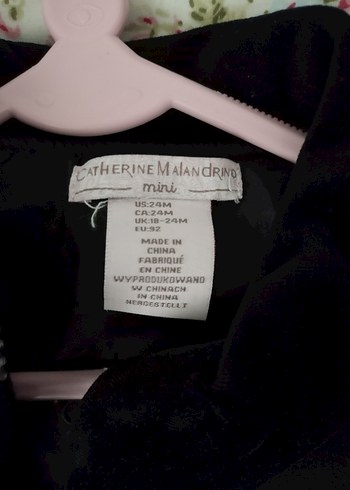 CATHERINE MALANDRINO
mini
US:24M
CA:24M
UK:18-24M
EU:92
MADE IN
CHINA
FABRIQUÉ
EN CHINE
WYPRODUKOWANO
W CHINACH
IN CHINA
HERGESTELLT